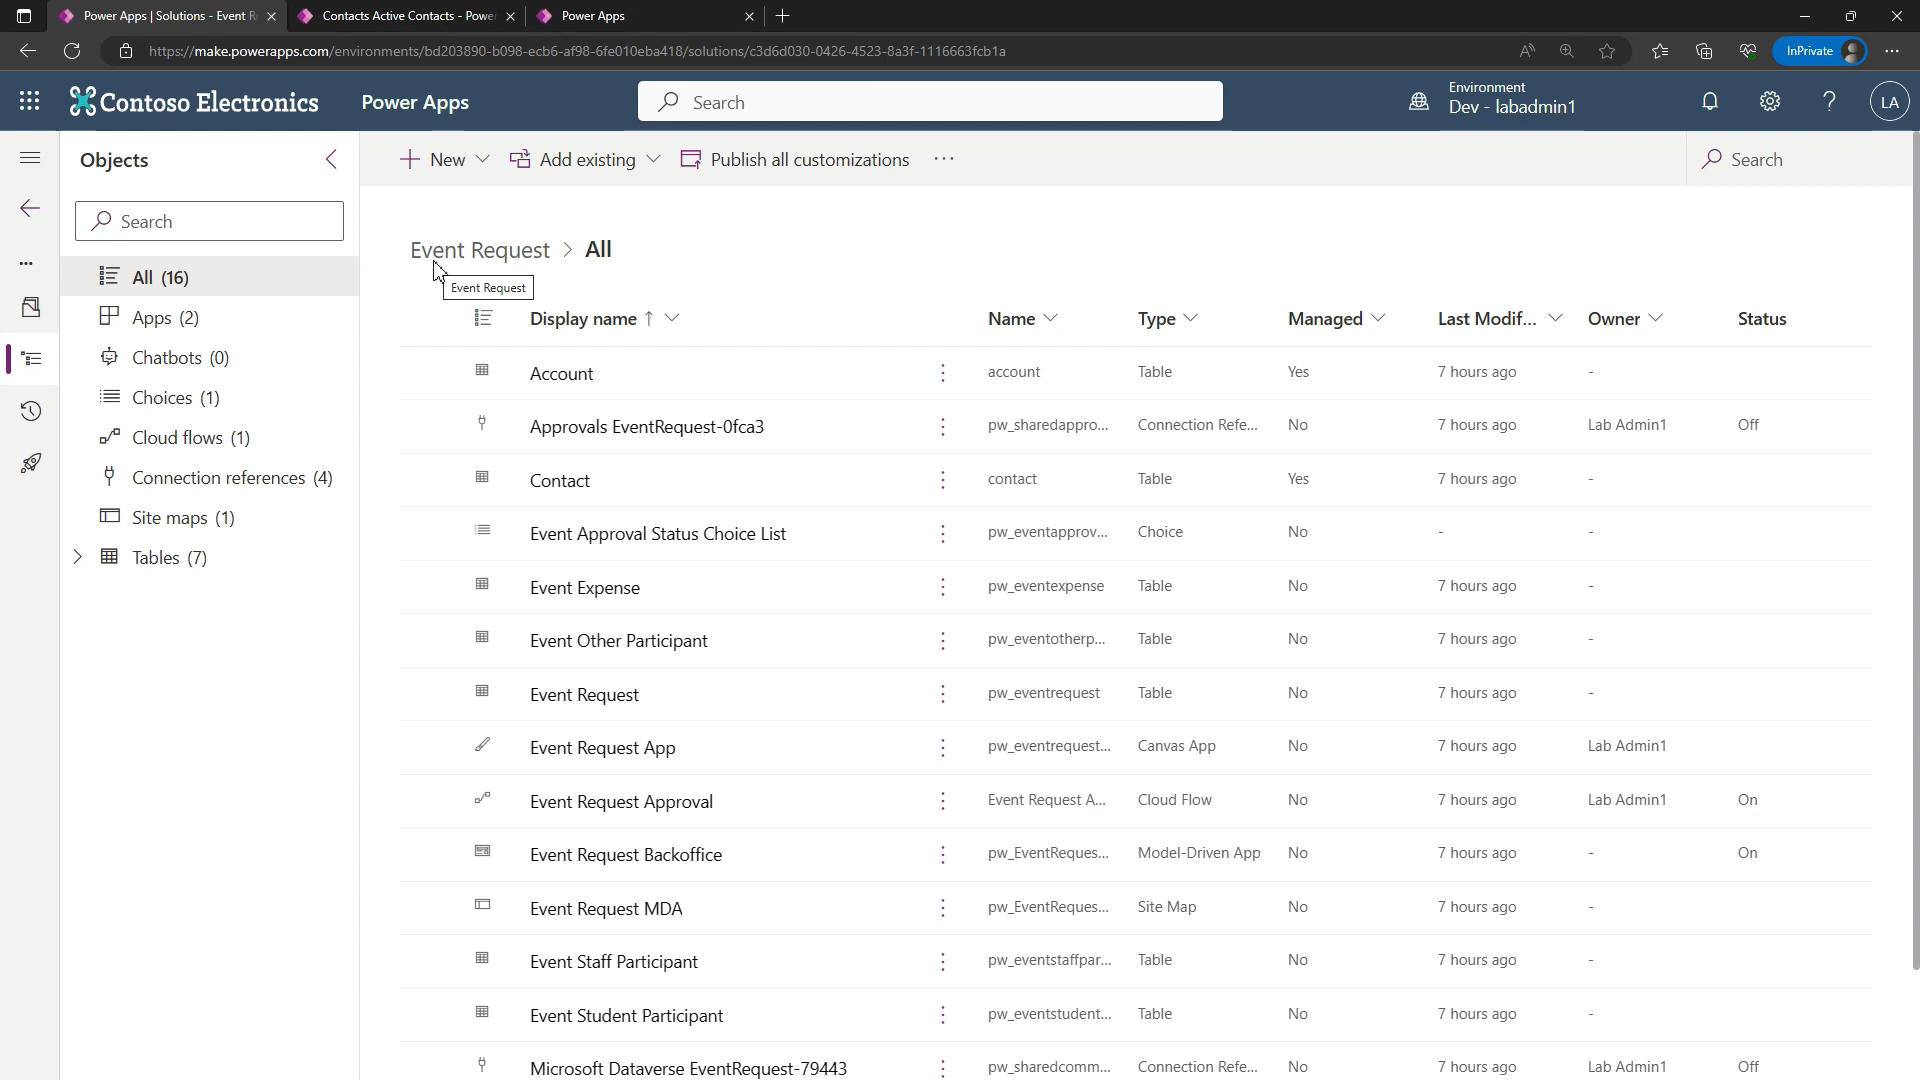 Power Apps | Solutions - Event R
Contacts Active Contacts - Power
Power Apps
https://make.powerapps.com/environments/bd203890-b098-ecb6-af98-6fe010eba418/solutions/c3d6d030-0426-4523-8a3f-1116663fcb1a
InPrivate
Contoso Electronics
Power Apps
Search
Environment
Dev - labadmin1
?
LA
Objects
New
Add existing
Publish all customizations
Search
Search
Event Request > All
Event Request
All (16)
Apps (2)
Chatbots (0)
Choices (1)
Cloud flows (1)
Connection references (4)
Site maps (1)
Tables (7)
Display name ↑ Name Type Managed Last Modif... Owner Status
Account account Table Yes 7 hours ago -
Approvals EventRequest-0fca3 pw_sharedappro... Connection Refe... No 7 hours ago Lab Admin1 Off
Contact contact Table Yes 7 hours ago -
Event Approval Status Choice List pw_eventapprov... Choice No - -
Event Expense pw_eventexpense Table No 7 hours ago -
Event Other Participant pw_eventotherp... Table No 7 hours ago -
Event Request pw_eventrequest Table No 7 hours ago -
Event Request App pw_eventrequest... Canvas App No 7 hours ago Lab Admin1
Event Request Approval Event Request A... Cloud Flow No 7 hours ago Lab Admin1 On
Event Request Backoffice pw_EventReques... Model-Driven App No 7 hours ago - On
Event Request MDA pw_EventReques... Site Map No 7 hours ago -
Event Staff Participant pw_eventstaffpar... Table No 7 hours ago -
Event Student Participant pw_eventstudent... Table No 7 hours ago -
Microsoft Dataverse EventRequest-79443 pw_sharedcomm... Connection Refe... No 7 hours ago Lab Admin1 Off